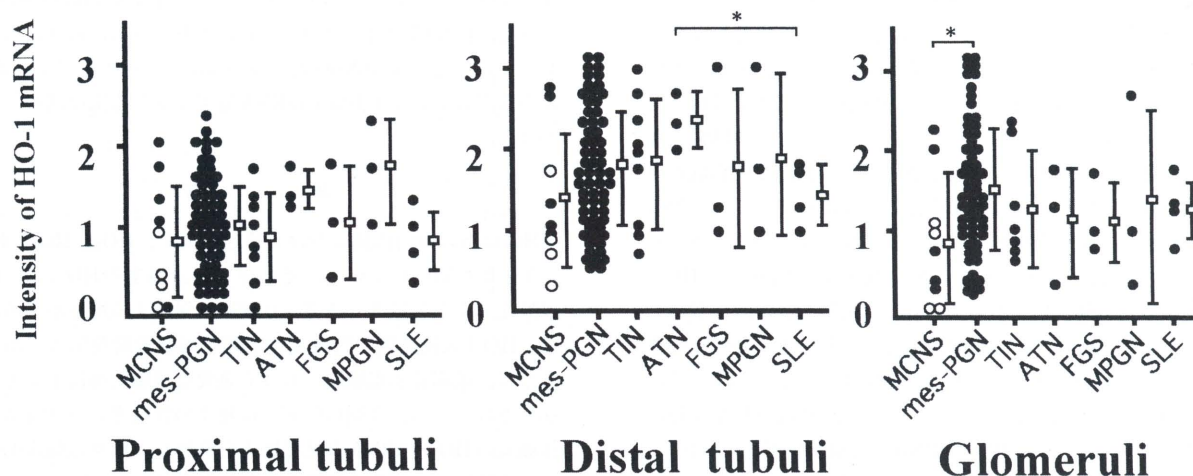 Intensity of HO-1 mRNA
3
2
1
0
MCNS
mes-PGN
TIN
ATN
FGS
MPGN
SLE
Proximal tubuli
*
3
2
1
0
MCNS
mes-PGN
TIN
ATN
FGS
MPGN
SLE
Distal tubuli
*
3
2
1
0
MCNS
mes-PGN
TIN
ATN
FGS
MPGN
SLE
Glomeruli